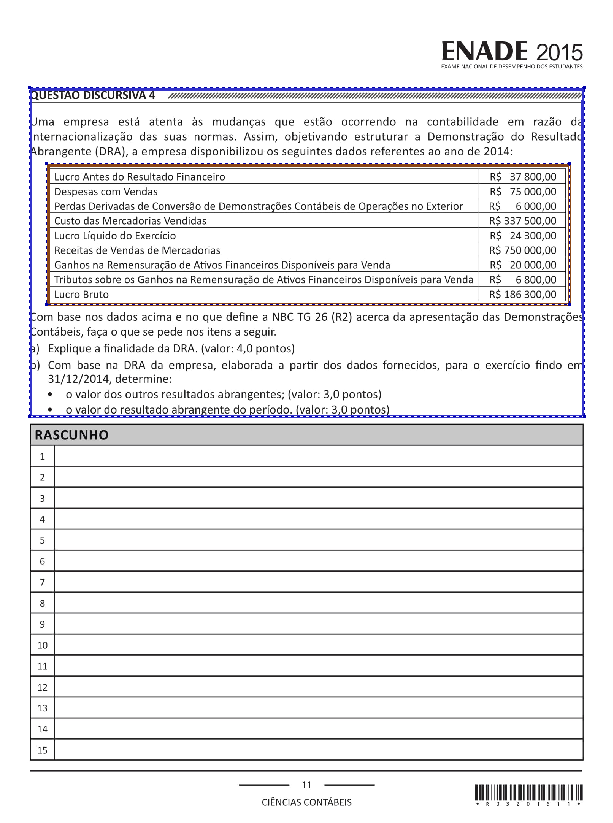 ENADE 2015
EXAME NACIONAL DE DESEMPENHO DOS ESTUDANTES
QUESTÃO DISCURSIVA 4
Uma empresa está atenta às mudanças que estão ocorrendo na contabilidade em razão da
internacionalização das suas normas. Assim, objetivando estruturar a Demonstração do Resultado
Abrangente (DRA), a empresa disponibilizou os seguintes dados referentes ao ano de 2014:
Lucro Antes do Resultado Financeiro R$ 37 800,00
Despesas com Vendas R$ 75 000,00
Perdas Derivadas de Conversão de Demonstrações Contábeis de Operações no Exterior R$ 6 000,00
Custo das Mercadorias Vendidas R$ 337 500,00
Lucro Líquido do Exercício R$ 24 300,00
Receitas de Vendas de Mercadorias R$ 750 000,00
Ganhos na Remensuração de Ativos Financeiros Disponíveis para Venda R$ 20 000,00
Tributos sobre os Ganhos na Remensuração de Ativos Financeiros Disponíveis para Venda R$ 6 800,00
Lucro Bruto R$ 186 300,00
Com base nos dados acima e no que define a NBC TG 26 (R2) acerca da apresentação das Demonstrações
Contábeis, faça o que se pede nos itens a seguir.
a) Explique a finalidade da DRA. (valor: 4,0 pontos)
b) Com base na DRA da empresa, elaborada a partir dos dados fornecidos, para o exercício findo em
31/12/2014, determine:
• o valor dos outros resultados abrangentes; (valor: 3,0 pontos)
• o valor do resultado abrangente do período. (valor: 3,0 pontos)
RASCUNHO
1
2
3
4
5
6
7
8
9
10
11
12
13
14
15
11
CIÊNCIAS CONTÁBEIS
*R03201511*